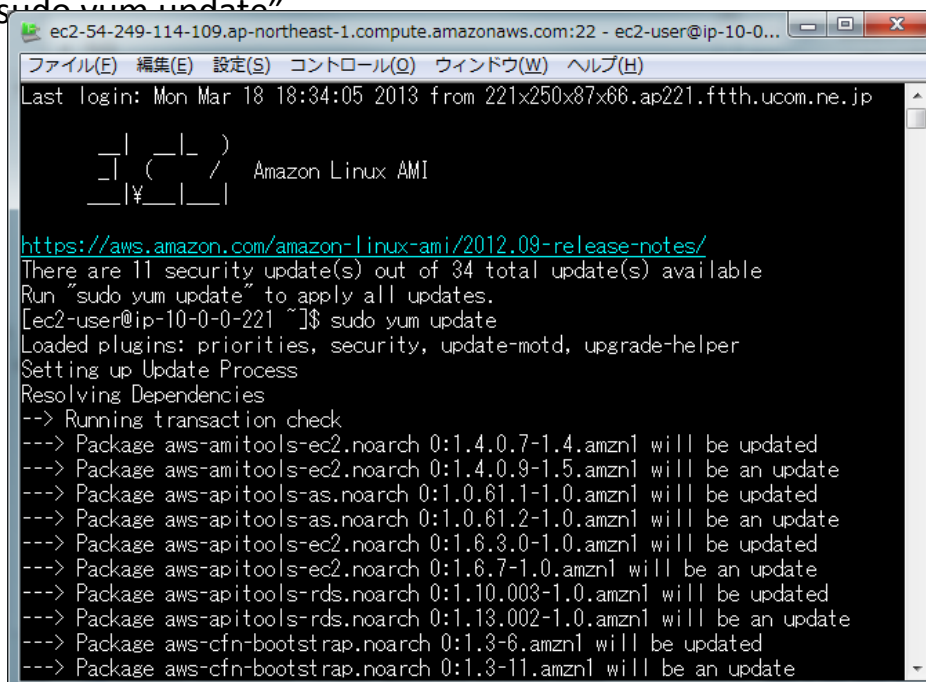 sudo yum update”
ec2-54-249-114-109.ap-northeast-1.compute.amazonaws.com:22 - ec2-user@ip-10-0-0...
ファイル(F) 編集(E) 設定(S) コントロール(O) ウィンドウ(W) ヘルプ(H)
Last login: Mon Mar 18 18:34:05 2013 from 221x250x87x66.ap221.ftth.ucom.ne.jp
__| __|_ )
_| ( / Amazon Linux AMI
___|¥___|___|
https://aws.amazon.com/amazon-linux-ami/2012.09-release-notes/
There are 11 security update(s) out of 34 total update(s) available
Run "sudo yum update" to apply all updates.
[ec2-user@ip-10-0-0-221 ~]$ sudo yum update
Loaded plugins: priorities, security, update-motd, upgrade-helper
Setting up Update Process
Resolving Dependencies
--> Running transaction check
---> Package aws-amitools-ec2.noarch 0:1.4.0.7-1.4.amzn1 will be updated
---> Package aws-amitools-ec2.noarch 0:1.4.0.9-1.5.amzn1 will be an update
---> Package aws-apitools-as.noarch 0:1.0.61.1-1.0.amzn1 will be updated
---> Package aws-apitools-as.noarch 0:1.0.61.2-1.0.amzn1 will be an update
---> Package aws-apitools-ec2.noarch 0:1.6.3.0-1.0.amzn1 will be updated
---> Package aws-apitools-ec2.noarch 0:1.6.7-1.0.amzn1 will be an update
---> Package aws-apitools-rds.noarch 0:1.10.003-1.0.amzn1 will be updated
---> Package aws-apitools-rds.noarch 0:1.13.002-1.0.amzn1 will be an update
---> Package aws-cfn-bootstrap.noarch 0:1.3-6.amzn1 will be updated
---> Package aws-cfn-bootstrap.noarch 0:1.3-11.amzn1 will be an update